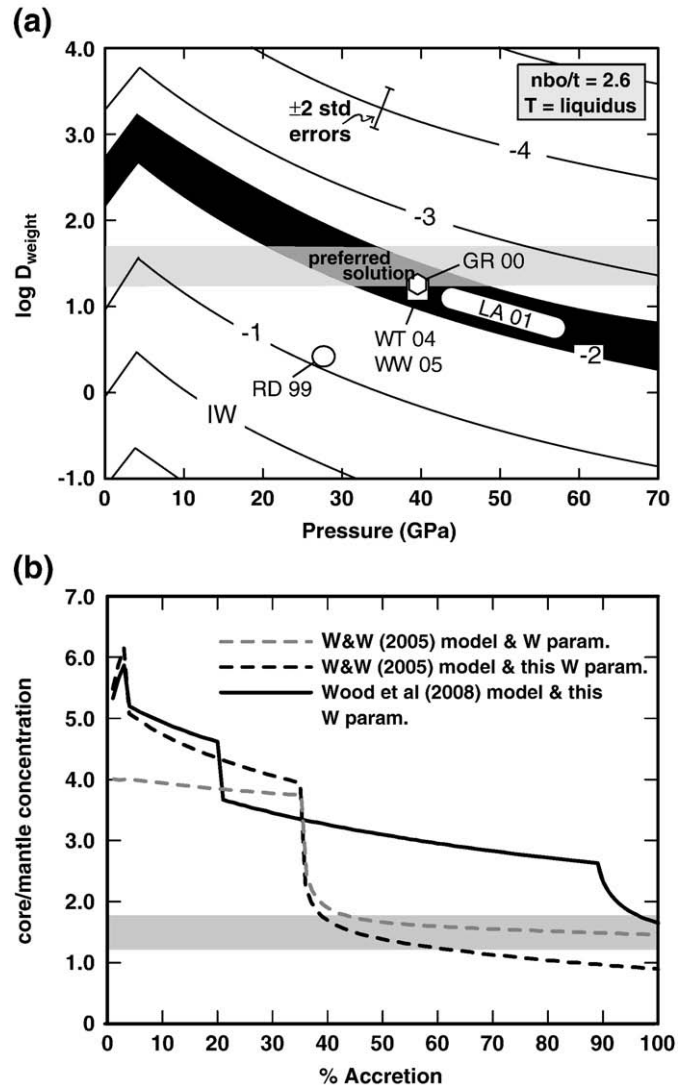 (a)
4.0
3.0
2.0
1.0
0
-1.0
log D weight
nbo/t = 2.6
T = liquidus
±2 std
errors
-4
-3
preferred
solution
GR 00
LA 01
WT 04
WW 05
-2
-1
RD 99
IW
0 10 20 30 40 50 60 70
Pressure (GPa)
(b)
7.0
6.0
5.0
4.0
3.0
2.0
1.0
0
core/mantle concentration
W&W (2005) model & W param.
W&W (2005) model & this W param.
Wood et al (2008) model & this
W param.
0 10 20 30 40 50 60 70 80 90 100
% Accretion